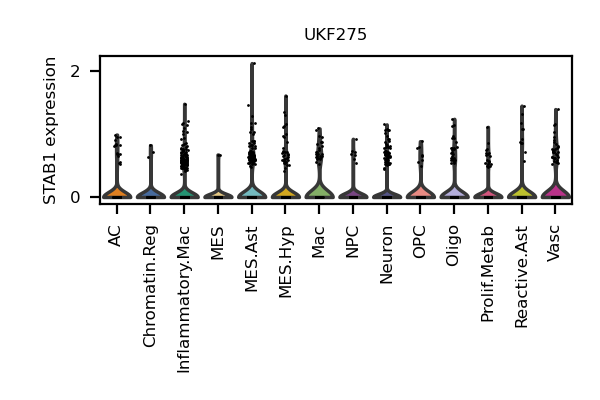 UKF275
STAB1 expression
2
0
AC
Chromatin.Reg
Inflammatory.Mac
MES
MES.Ast
MES.Hyp
Mac
NPC
Neuron
OPC
Oligo
Prolif.Metab
Reactive.Ast
Vasc